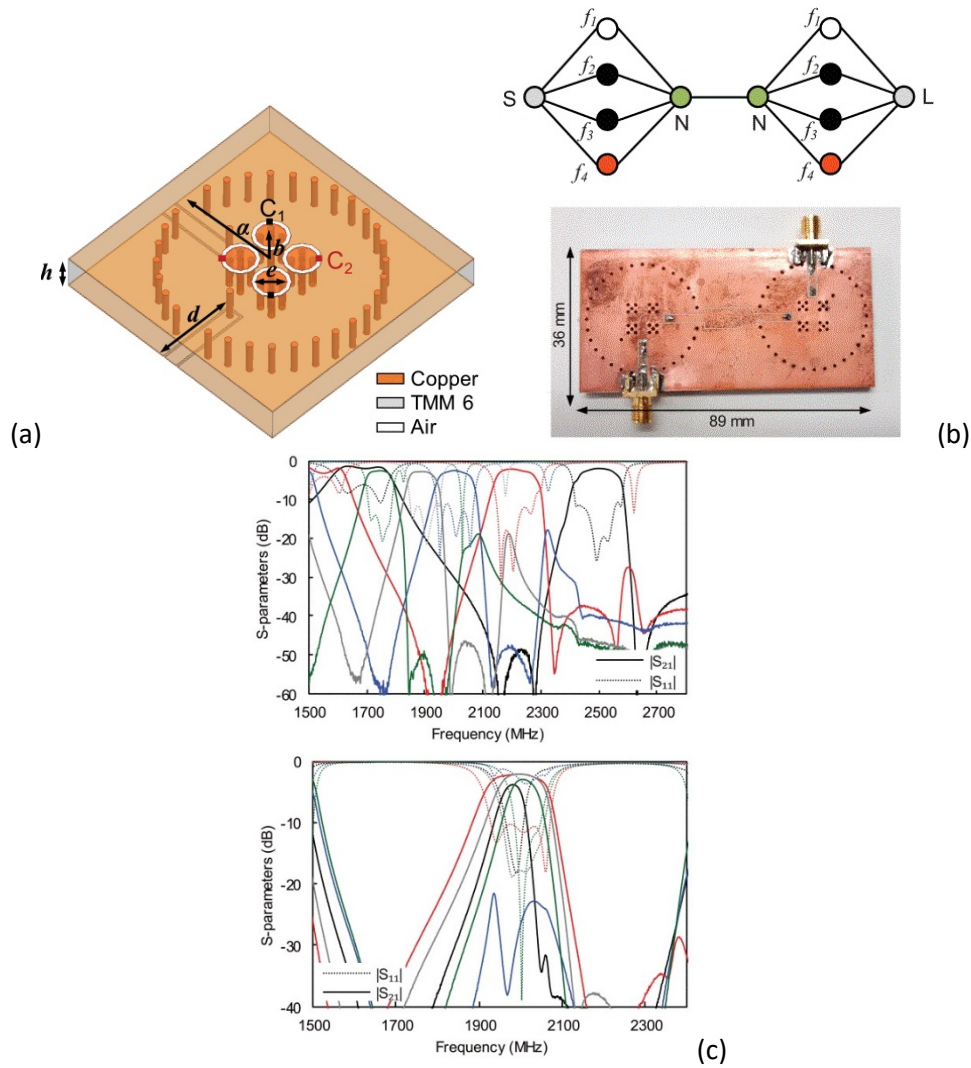 f1 f1
f2 f2
S N N L
f3 f3
f4 f4
C1
a
b
C2
h
e
d
Copper
TMM 6
Air
(a)
36 mm
89 mm
(b)
S-parameters (dB)
0
-10
-20
-30
-40
-50
-60
|S21|
|S11|
1500 1700 1900 2100 2300 2500 2700
Frequency (MHz)
S-parameters (dB)
0
-10
-20
-30
-40
|S11|
|S21|
1500 1700 1900 2100 2300
Frequency (MHz)
(c)